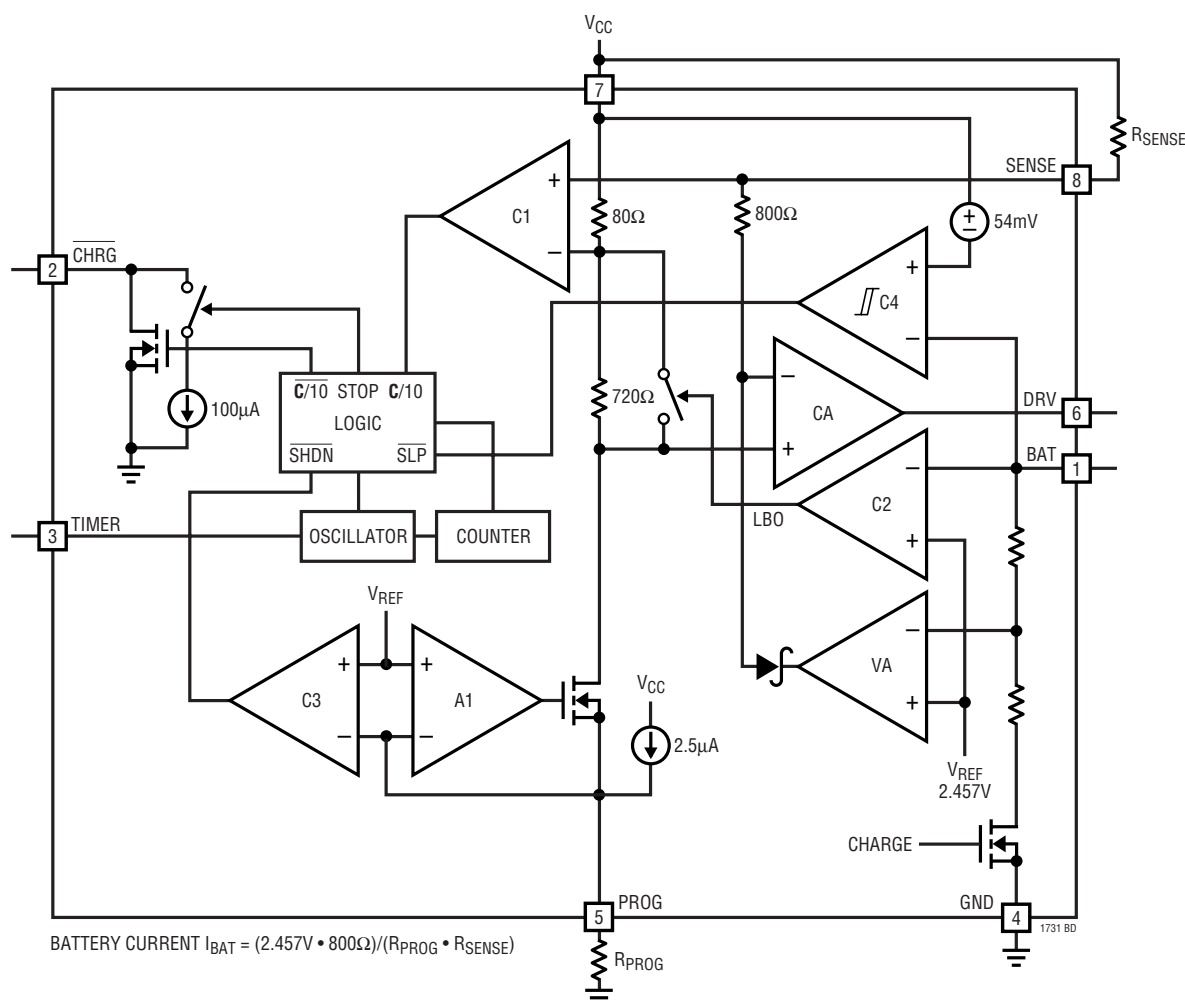 VCC
7
RSENSE
SENSE
8
+
C1
–
80Ω
800Ω
+
–
54mV
2
CHRG
+
C4
–
100µA
C/10 STOP C/10
LOGIC
SHDN SLP
720Ω
–
CA
+
DRV
6
BAT
1
–
C2
+
LBO
3
TIMER
OSCILLATOR
COUNTER
VREF
+
C3
–
+
A1
–
VCC
2.5µA
–
VA
+
VREF
2.457V
CHARGE
5
PROG
GND
4
1731 BD
BATTERY CURRENT IBAT = (2.457V • 800Ω)/(RPROG • RSENSE)
RPROG